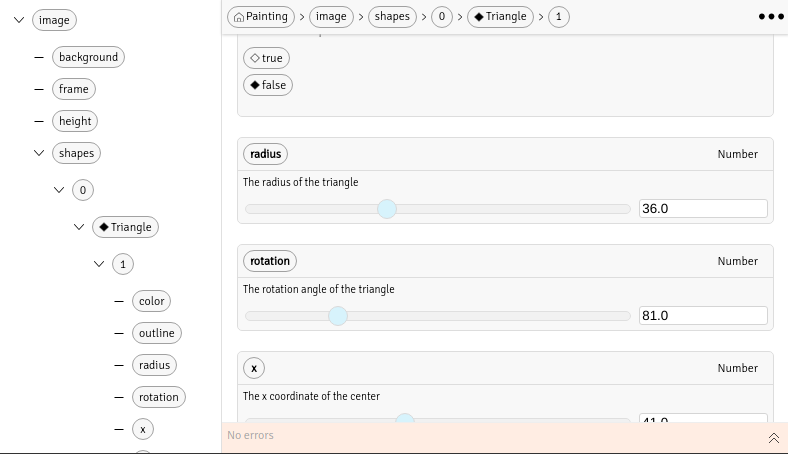 image
background
frame
height
shapes
0
Triangle
1
color
outline
radius
rotation
x
Painting > image > shapes > 0 > Triangle > 1
true
false
radius Number
The radius of the triangle
36.0
rotation Number
The rotation angle of the triangle
81.0
x Number
The x coordinate of the center
41.0
No errors